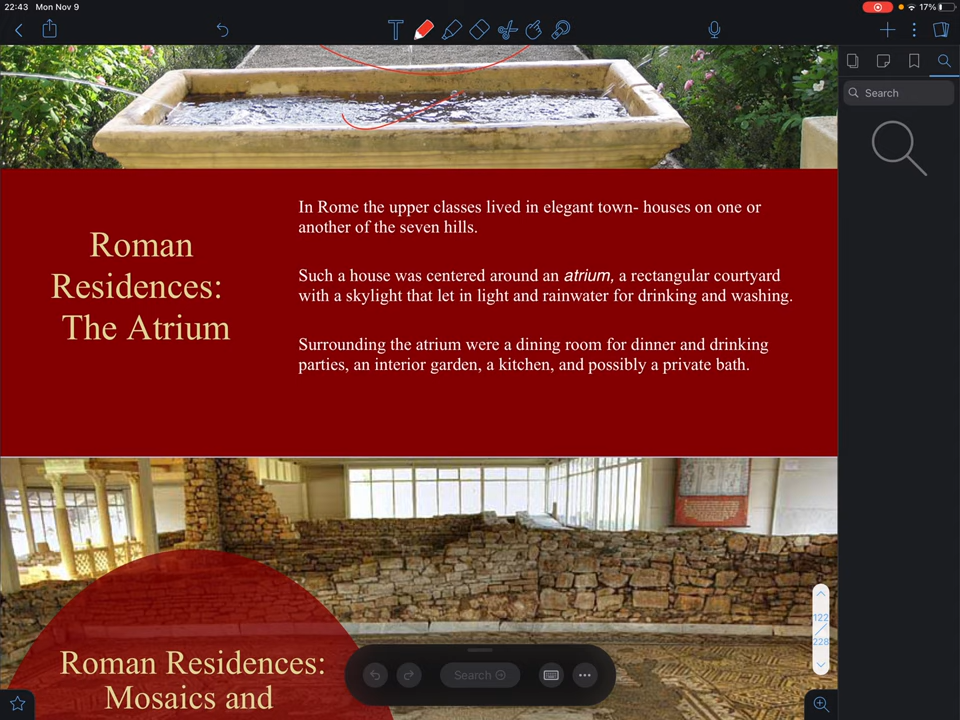 22:43 Mon Nov 9
17%
Search
In Rome the upper classes lived in elegant town- houses on one or
another of the seven hills.
Roman
Residences:
The Atrium
Such a house was centered around an atrium, a rectangular courtyard
with a skylight that let in light and rainwater for drinking and washing.
Surrounding the atrium were a dining room for dinner and drinking
parties, an interior garden, a kitchen, and possibly a private bath.
122
228
Roman Residences:
Mosaics and
Search